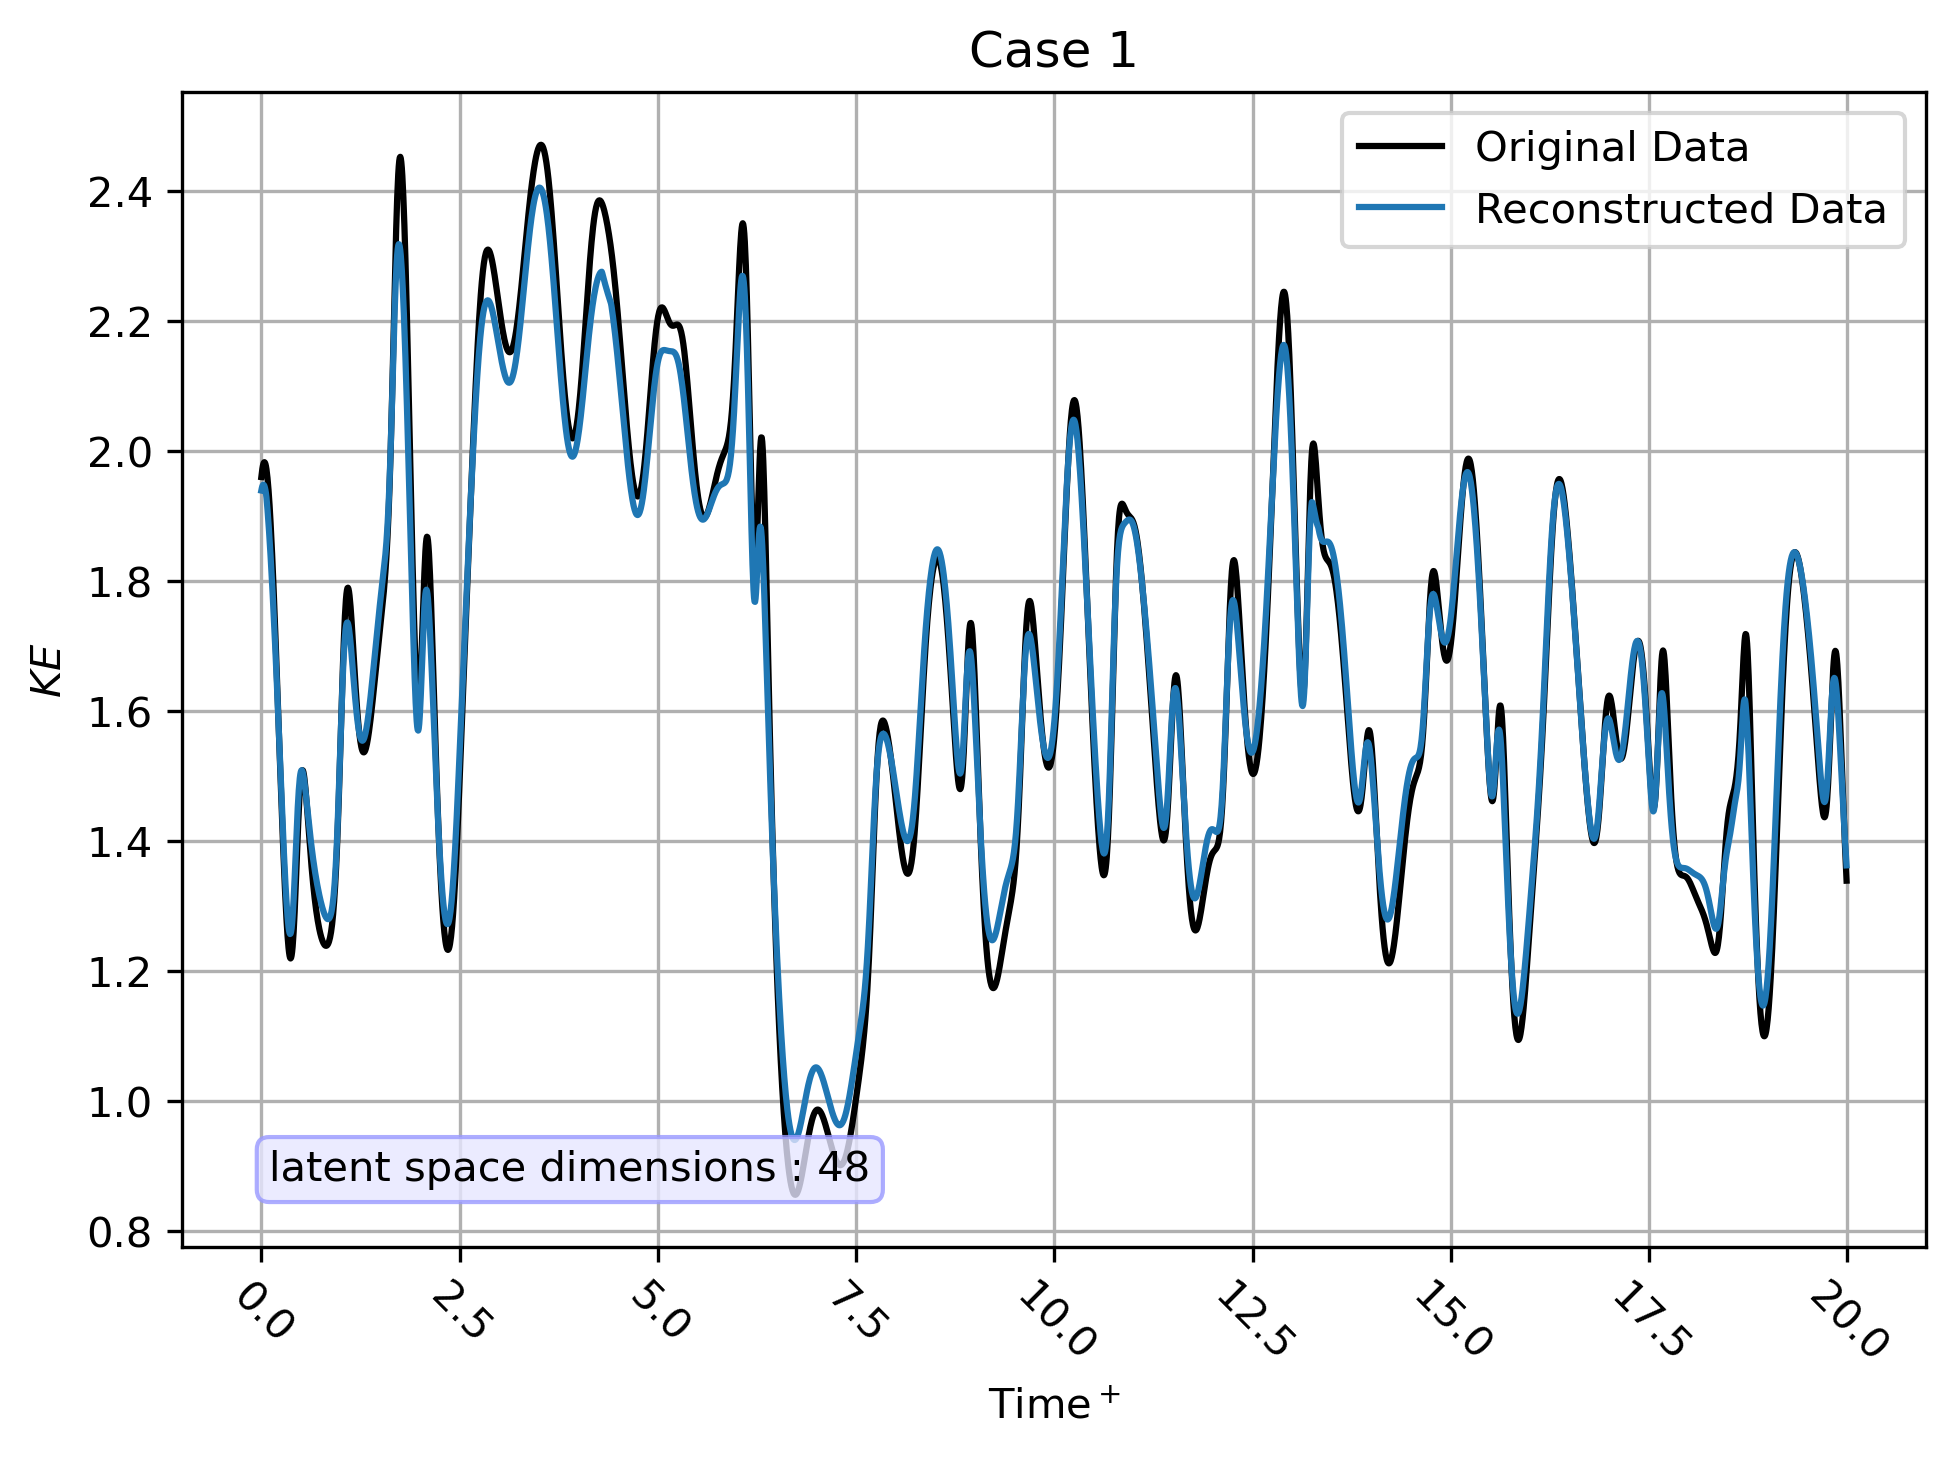 Case 1
Original Data
Reconstructed Data
2.4
2.2
2.0
1.8
1.6
1.4
1.2
1.0
0.8
KE
latent space dimensions : 48
0.0 2.5 5.0 7.5 10.0 12.5 15.0 17.5 20.0
Time⁺